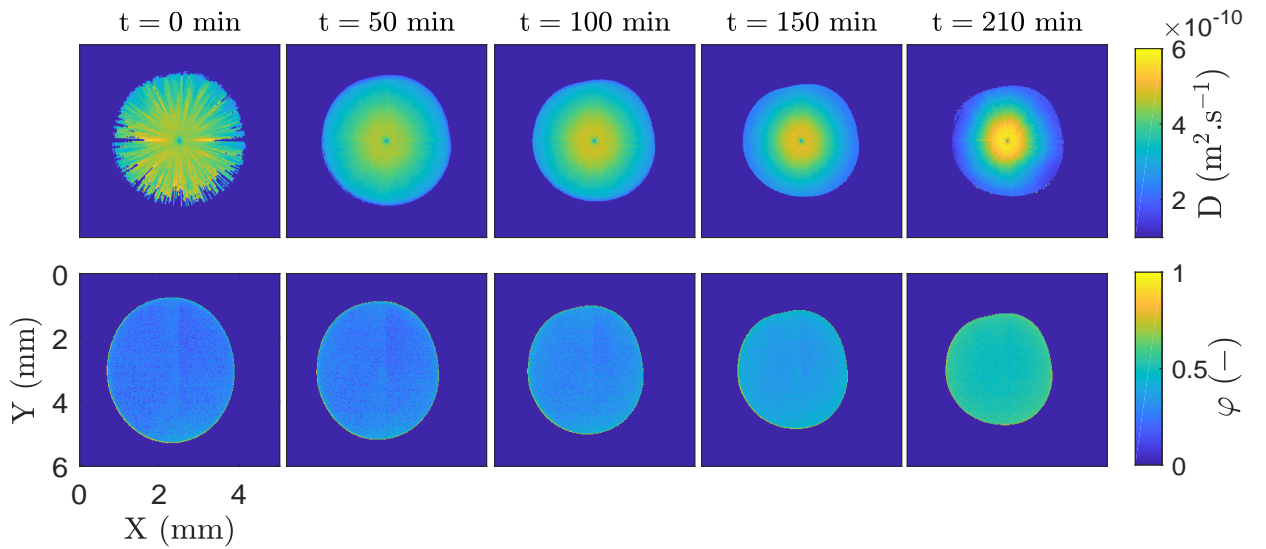 t = 0 min
t = 50 min
t = 100 min
t = 150 min
t = 210 min
×10⁻¹⁰
6
4
2
D (m².s⁻¹)
0
2
4
6
Y (mm)
0
2
4
X (mm)
1
0.5
0
φ (−)